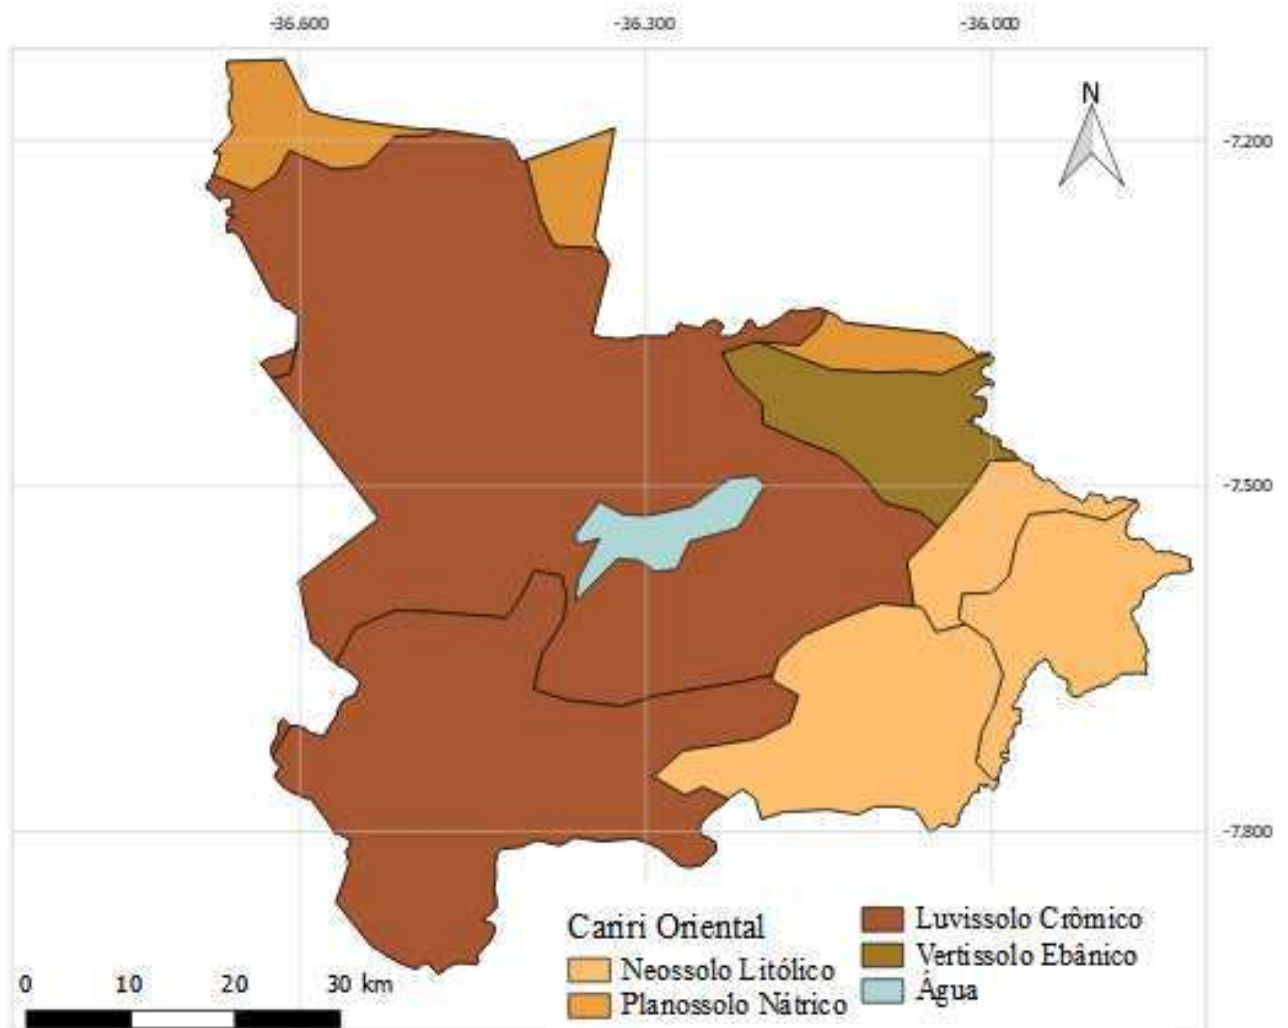 -36.600 -36.300 -36.000
N
-7.200
-7.500
-7.800
Cariri Oriental
Neossolo Litólico
Planossolo Nátrico
Luvissolo Crômico
Vertissolo Ebânico
Água
0 10 20 30 km